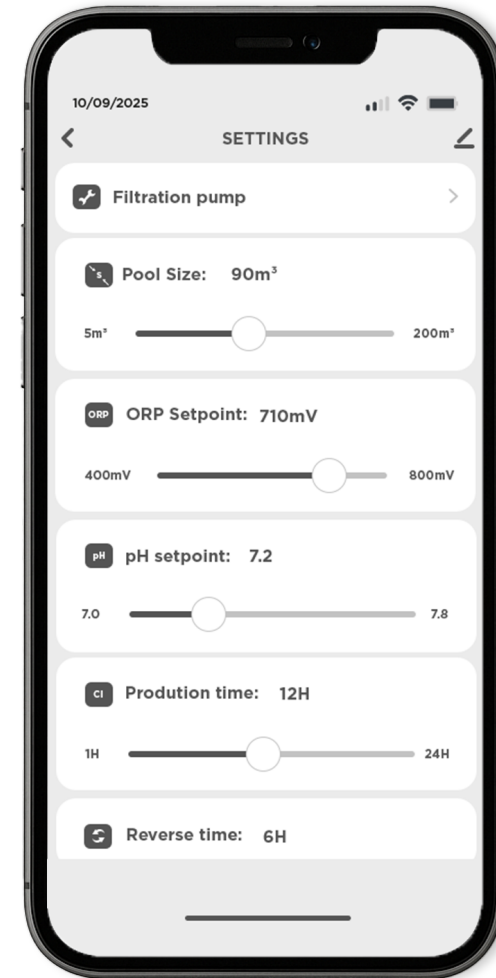 10/09/2025
SETTINGS
Filtration pump
S Pool Size: 90m³
5m³ 200m³
ORP ORP Setpoint: 710mV
400mV 800mV
pH pH setpoint: 7.2
7.0 7.8
Cl Prodution time: 12H
1H 24H
Reverse time: 6H